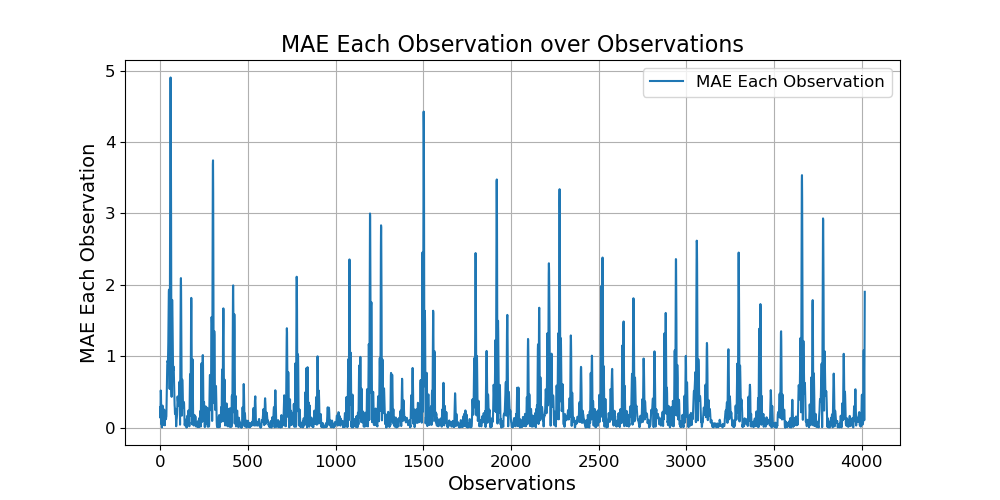 MAE Each Observation over Observations
MAE Each Observation
5
4
3
2
1
0
MAE Each Observation
0 500 1000 1500 2000 2500 3000 3500 4000
Observations